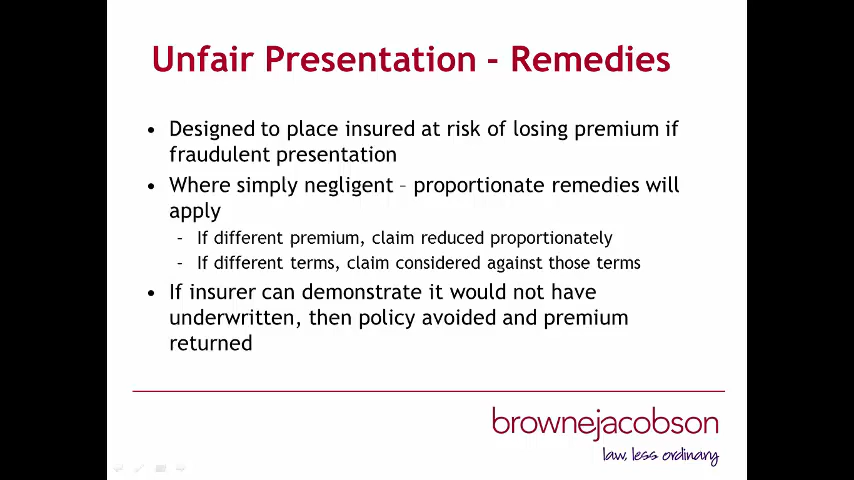 Unfair Presentation - Remedies
• Designed to place insured at risk of losing premium if
fraudulent presentation
• Where simply negligent – proportionate remedies will
apply
– If different premium, claim reduced proportionately
– If different terms, claim considered against those terms
• If insurer can demonstrate it would not have
underwritten, then policy avoided and premium
returned
brownejacobson
law, less ordinary